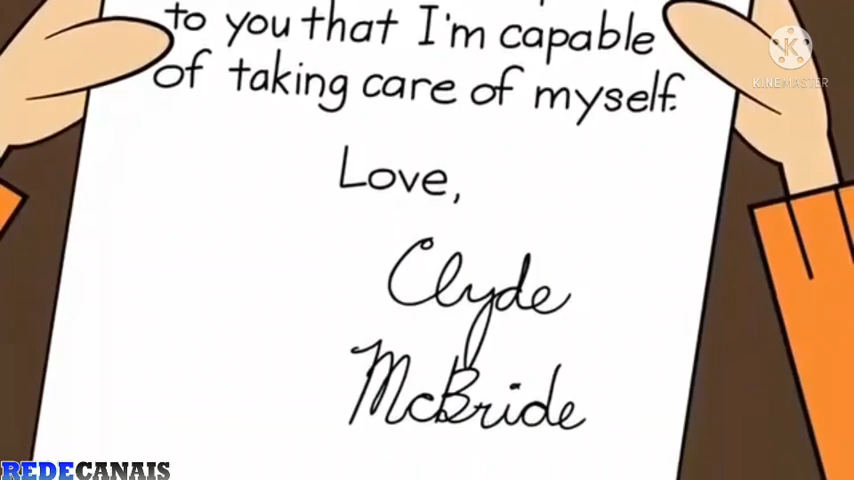 to you that I'm capable
of taking care of myself.
Love,
Clyde
McBride
KINEMASTER
REDECANAIS